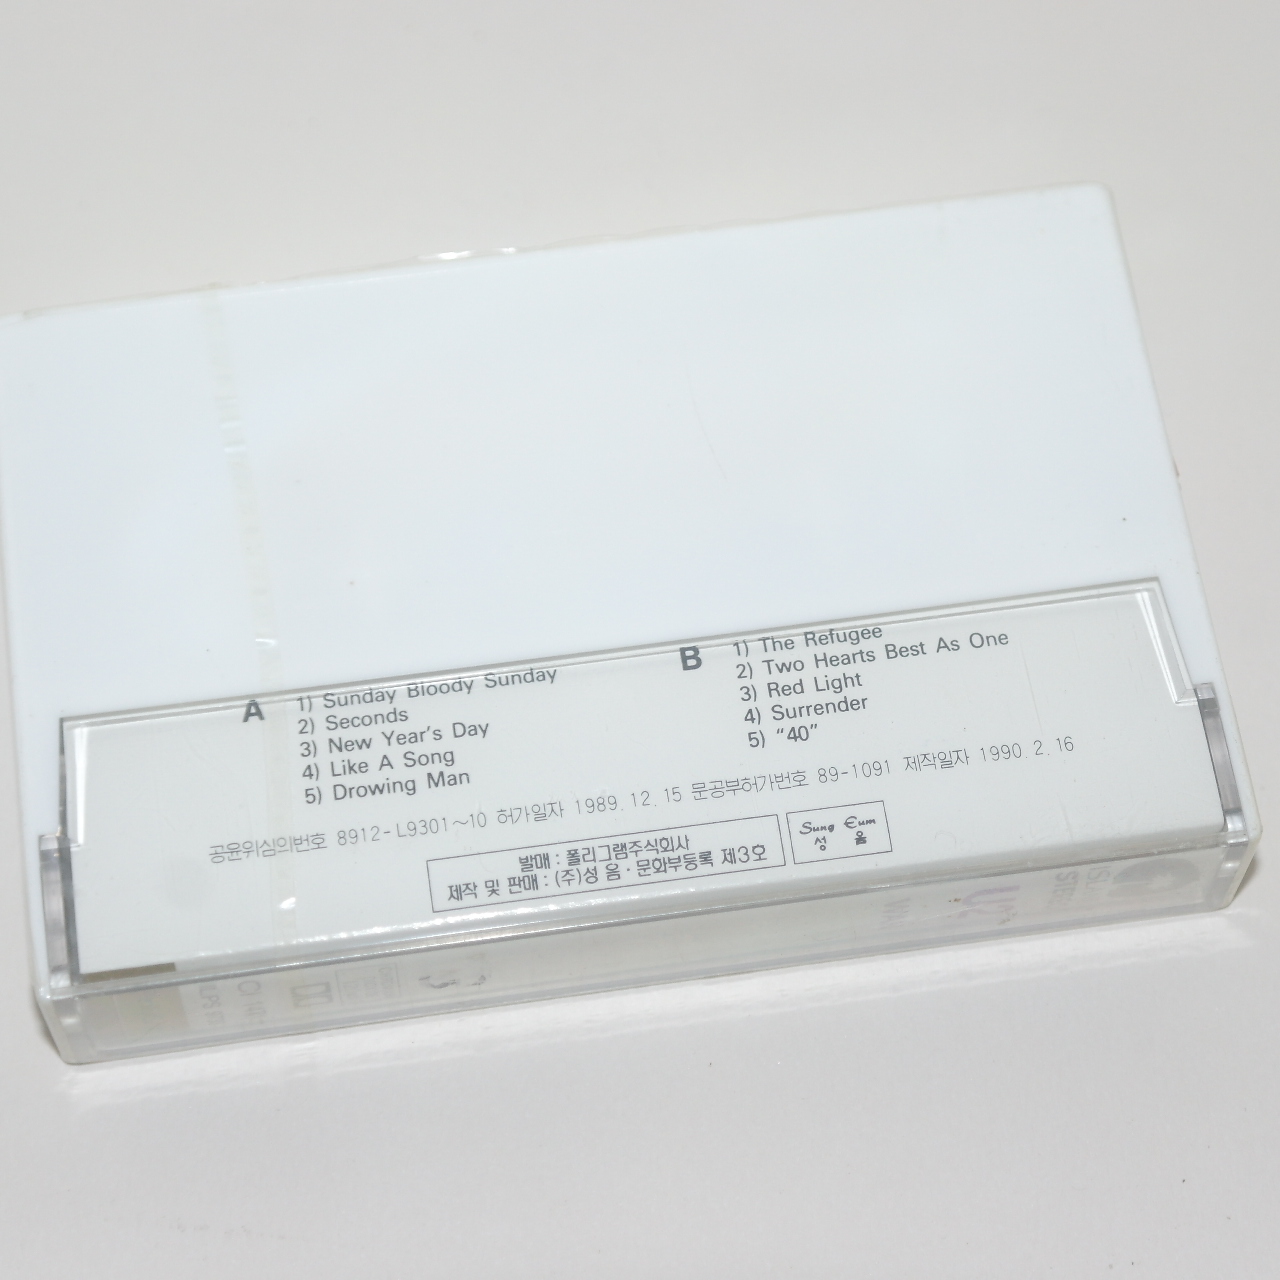 A
1) Sunday Bloody Sunday
2) Seconds
3) New Year's Day
4) Like A Song
5) Drowing Man
B
1) The Refugee
2) Two Hearts Best As One
3) Red Light
4) Surrender
5) “40”
공윤위심의번호 8912-L9301~10 허가일자 1989.12.15 문공부허가번호 89-1091 제작일자 1990.2.16
발매 : 폴리그램주식회사
제작 및 판매 : (주)성 음 · 문화부등록 제3호
Sung Eum
성 음